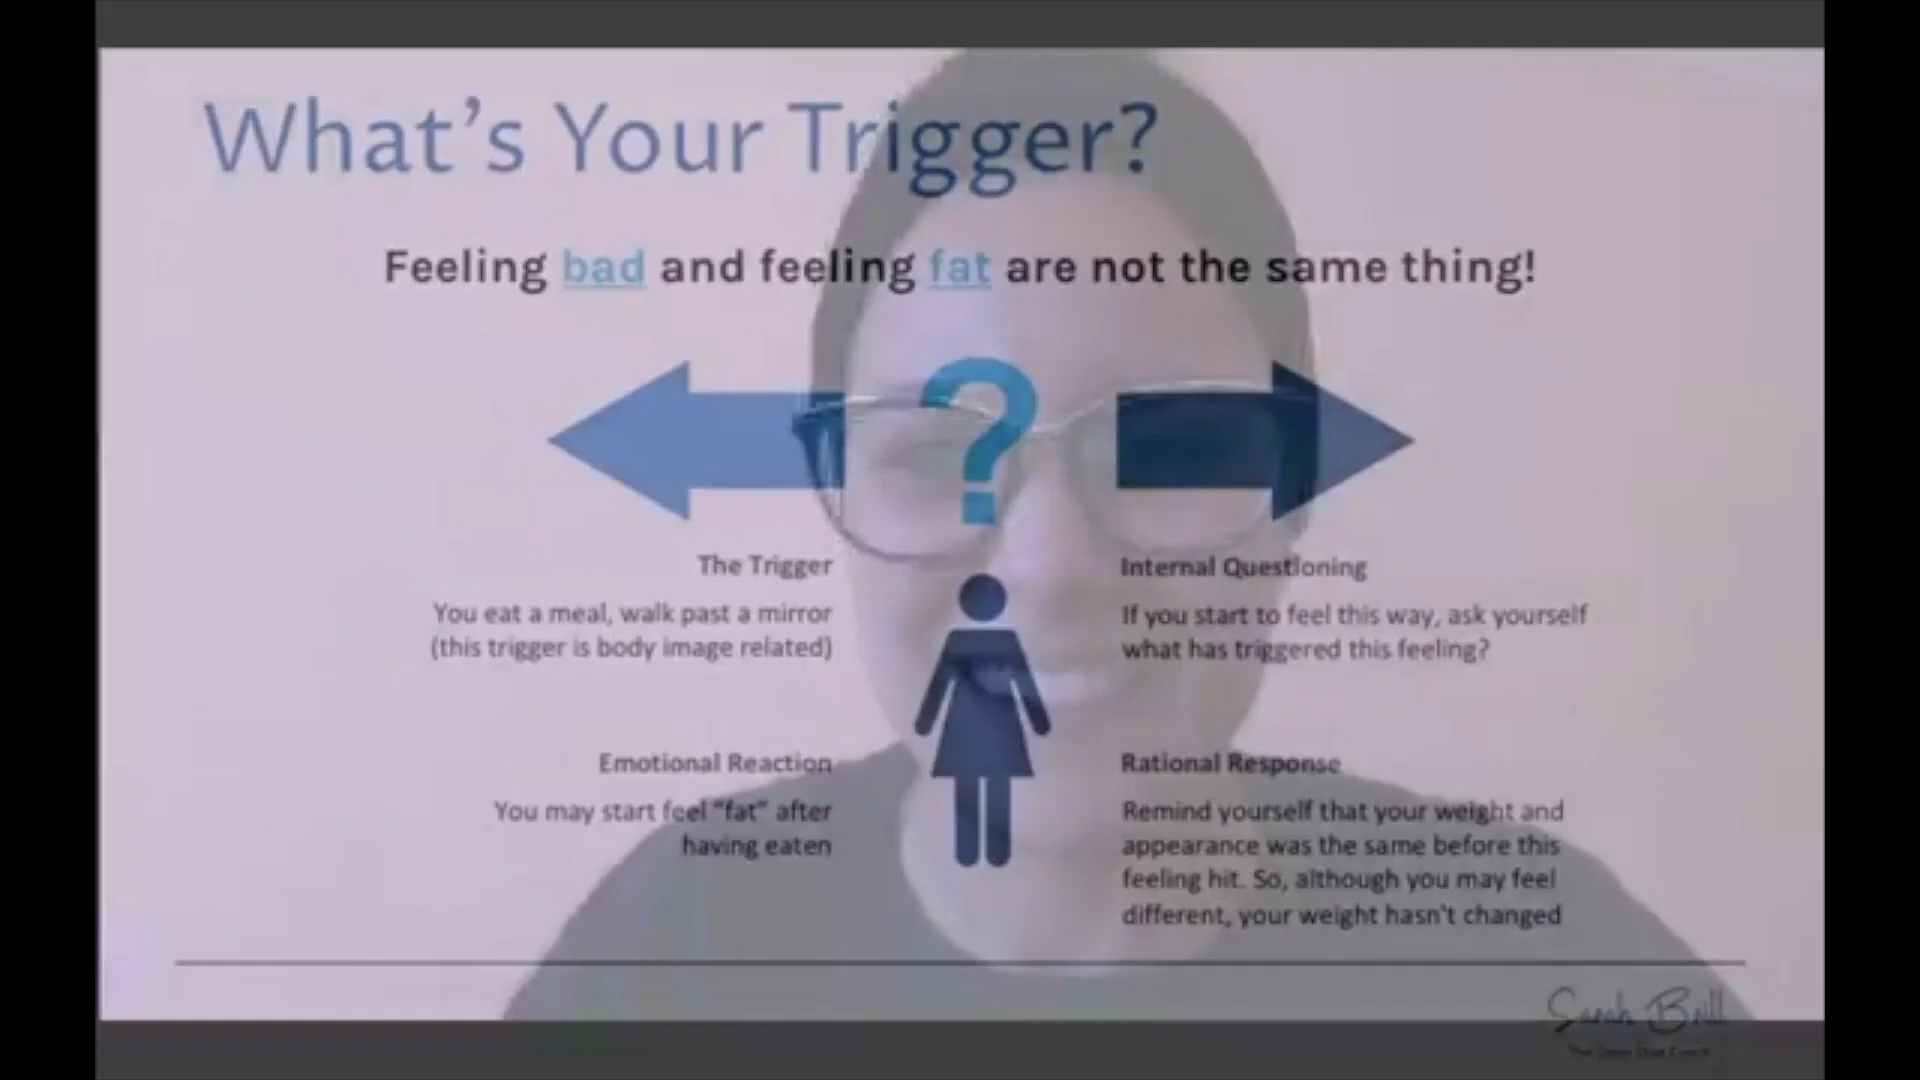 What's Your Trigger?
Feeling bad and feeling fat are not the same thing!
?
The Trigger
You eat a meal, walk past a mirror
(this trigger is body image related)
Internal Questioning
If you start to feel this way, ask yourself
what has triggered this feeling?
Emotional Reaction
You may start feel "fat" after
having eaten
Rational Response
Remind yourself that your weight and
appearance was the same before this
feeling hit. So, although you may feel
different, your weight hasn't changed
Sarah Brill